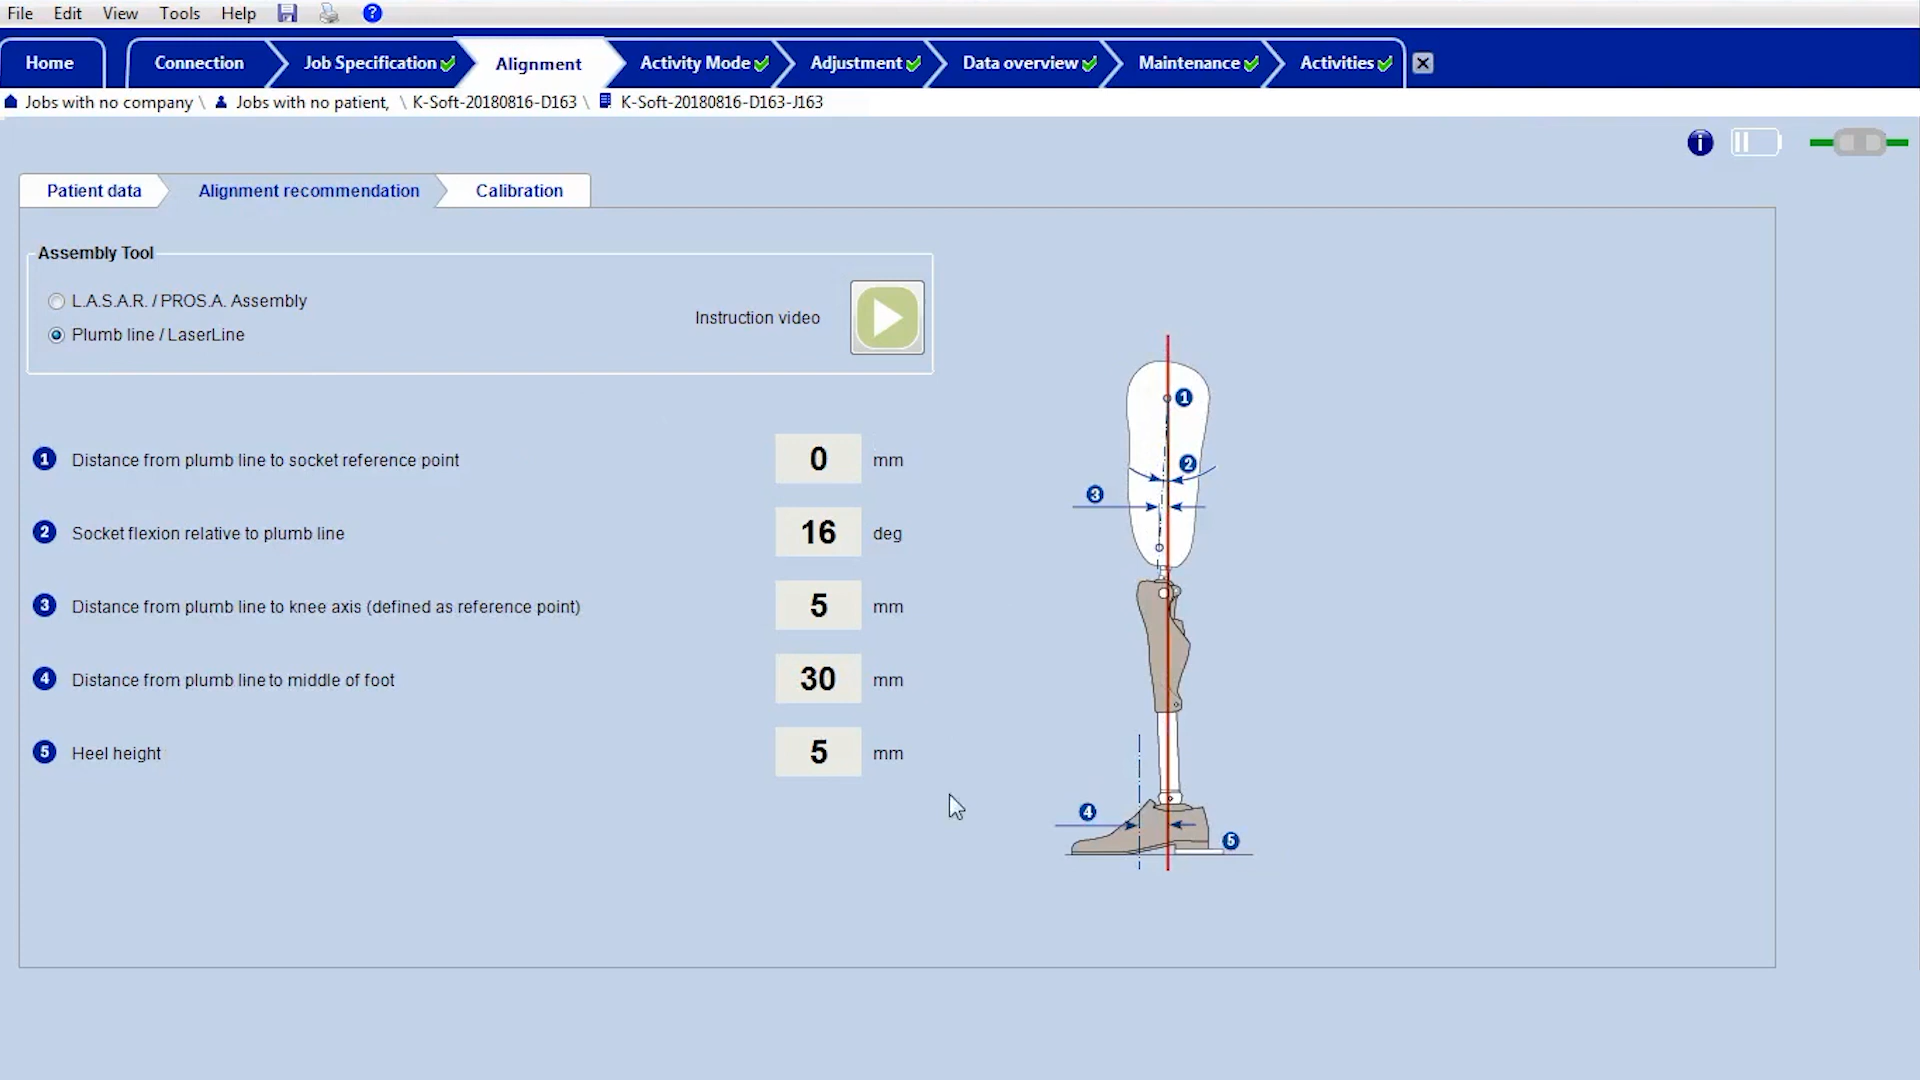 File Edit View Tools Help ?
Home Connection Job Specification Alignment Activity Mode Adjustment Data overview Maintenance Activities
Jobs with no company \ Jobs with no patient, \ K-Soft-20180816-D163 \ K-Soft-20180816-D163-J163
i
Patient data Alignment recommendation Calibration
Assembly Tool
L.A.S.A.R. / PROS.A. Assembly
Instruction video
Plumb line / LaserLine
1 Distance from plumb line to socket reference point 0 mm
2 Socket flexion relative to plumb line 16 deg
3 Distance from plumb line to knee axis (defined as reference point) 5 mm
4 Distance from plumb line to middle of foot 30 mm
5 Heel height 5 mm
1
2
3
4
5